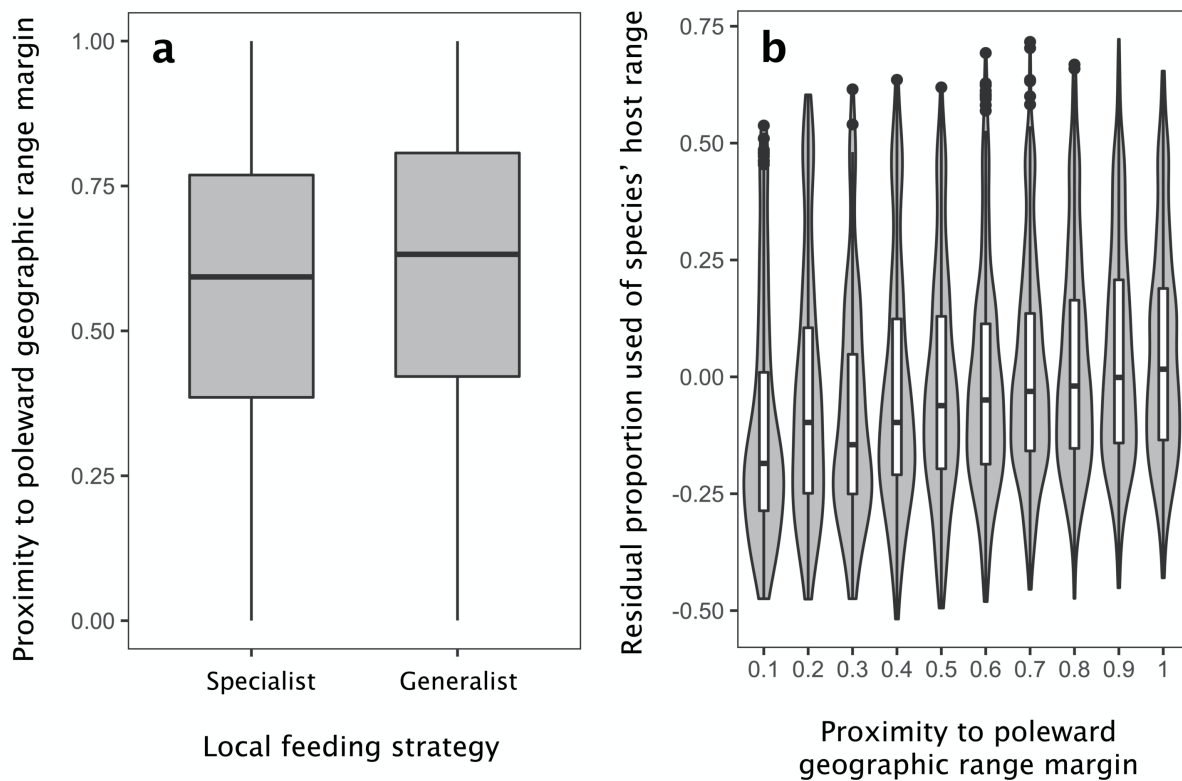 a
Proximity to poleward geographic range margin
1.00
0.75
0.50
0.25
0.00
Specialist
Generalist
Local feeding strategy
b
Residual proportion used of species’ host range
0.75
0.50
0.25
0.00
-0.25
-0.50
0.1 0.2 0.3 0.4 0.5 0.6 0.7 0.8 0.9 1
Proximity to poleward
geographic range margin